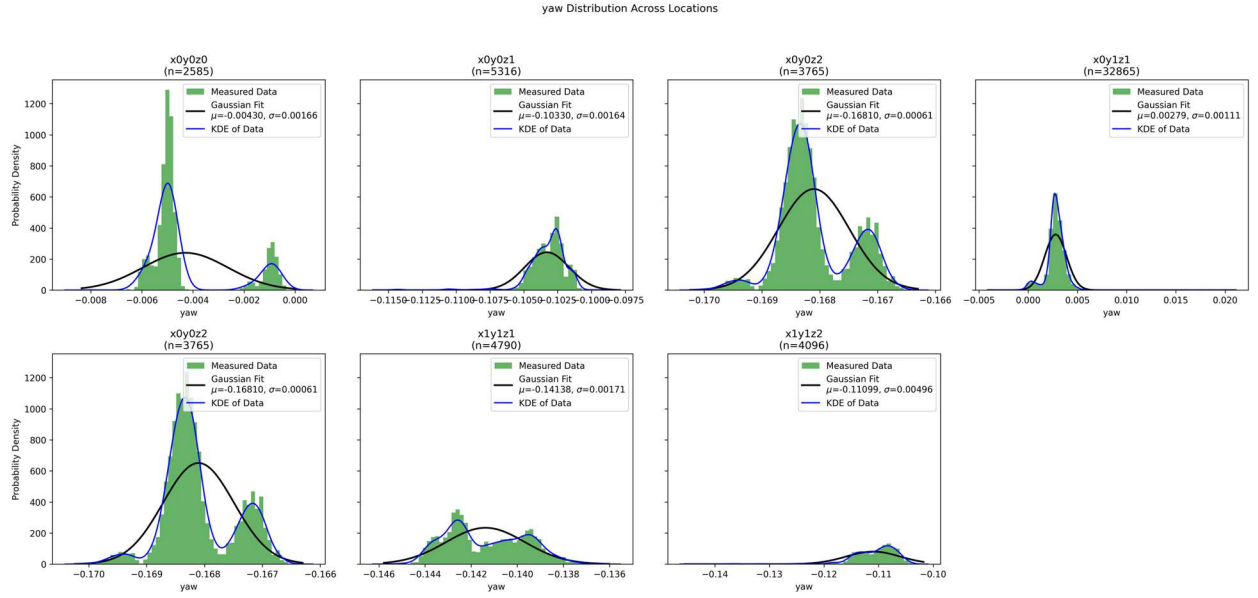 yaw Distribution Across Locations
x0y0z0
(n=2585)
Measured Data
Gaussian Fit
μ=-0.00430, σ=0.00166
KDE of Data
Probability Density
1200
1000
800
600
400
200
0
−0.008
−0.006
−0.004
−0.002
0.000
yaw
x0y0z1
(n=5316)
Measured Data
Gaussian Fit
μ=-0.10330, σ=0.00164
KDE of Data
−0.1150
−0.1125
−0.1100
−0.1075
−0.1050
−0.1025
−0.1000
−0.0975
yaw
x0y0z2
(n=3765)
Measured Data
Gaussian Fit
μ=-0.16810, σ=0.00061
KDE of Data
−0.170
−0.169
−0.168
−0.167
−0.166
yaw
x0y1z1
(n=32865)
Measured Data
Gaussian Fit
μ=0.00279, σ=0.00111
KDE of Data
−0.005
0.000
0.005
0.010
0.015
0.020
yaw
x0y0z2
(n=3765)
Measured Data
Gaussian Fit
μ=-0.16810, σ=0.00061
KDE of Data
Probability Density
1200
1000
800
600
400
200
0
−0.170
−0.169
−0.168
−0.167
−0.166
yaw
x1y1z1
(n=4790)
Measured Data
Gaussian Fit
μ=-0.14138, σ=0.00171
KDE of Data
−0.146
−0.144
−0.142
−0.140
−0.138
−0.136
yaw
x1y1z2
(n=4096)
Measured Data
Gaussian Fit
μ=-0.11099, σ=0.00496
KDE of Data
−0.14
−0.13
−0.12
−0.11
−0.10
yaw